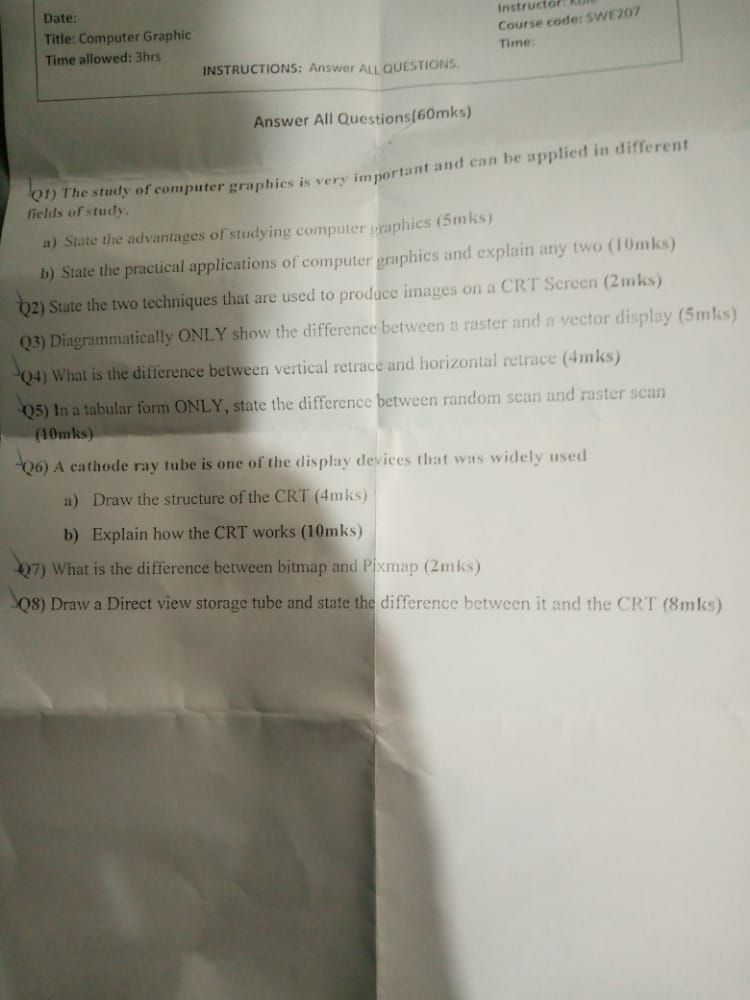 Date:
Instructor:
Title: Computer Graphic
Course code: SWE207
Time allowed: 3hrs
Time:
INSTRUCTIONS: Answer ALL QUESTIONS.
Answer All Questions(60mks)
Q1) The study of computer graphics is very important and can be applied in different
fields of study.
a) State the advantages of studying computer graphics (5mks)
b) State the practical applications of computer graphics and explain any two (10mks)
Q2) State the two techniques that are used to produce images on a CRT Screen (2mks)
Q3) Diagrammatically ONLY show the difference between a raster and a vector display (5mks)
Q4) What is the difference between vertical retrace and horizontal retrace (4mks)
Q5) In a tabular form ONLY, state the difference between random scan and raster scan
(10mks)
Q6) A cathode ray tube is one of the display devices that was widely used
a) Draw the structure of the CRT (4mks)
b) Explain how the CRT works (10mks)
Q7) What is the difference between bitmap and Pixmap (2mks)
Q8) Draw a Direct view storage tube and state the difference between it and the CRT (8mks)